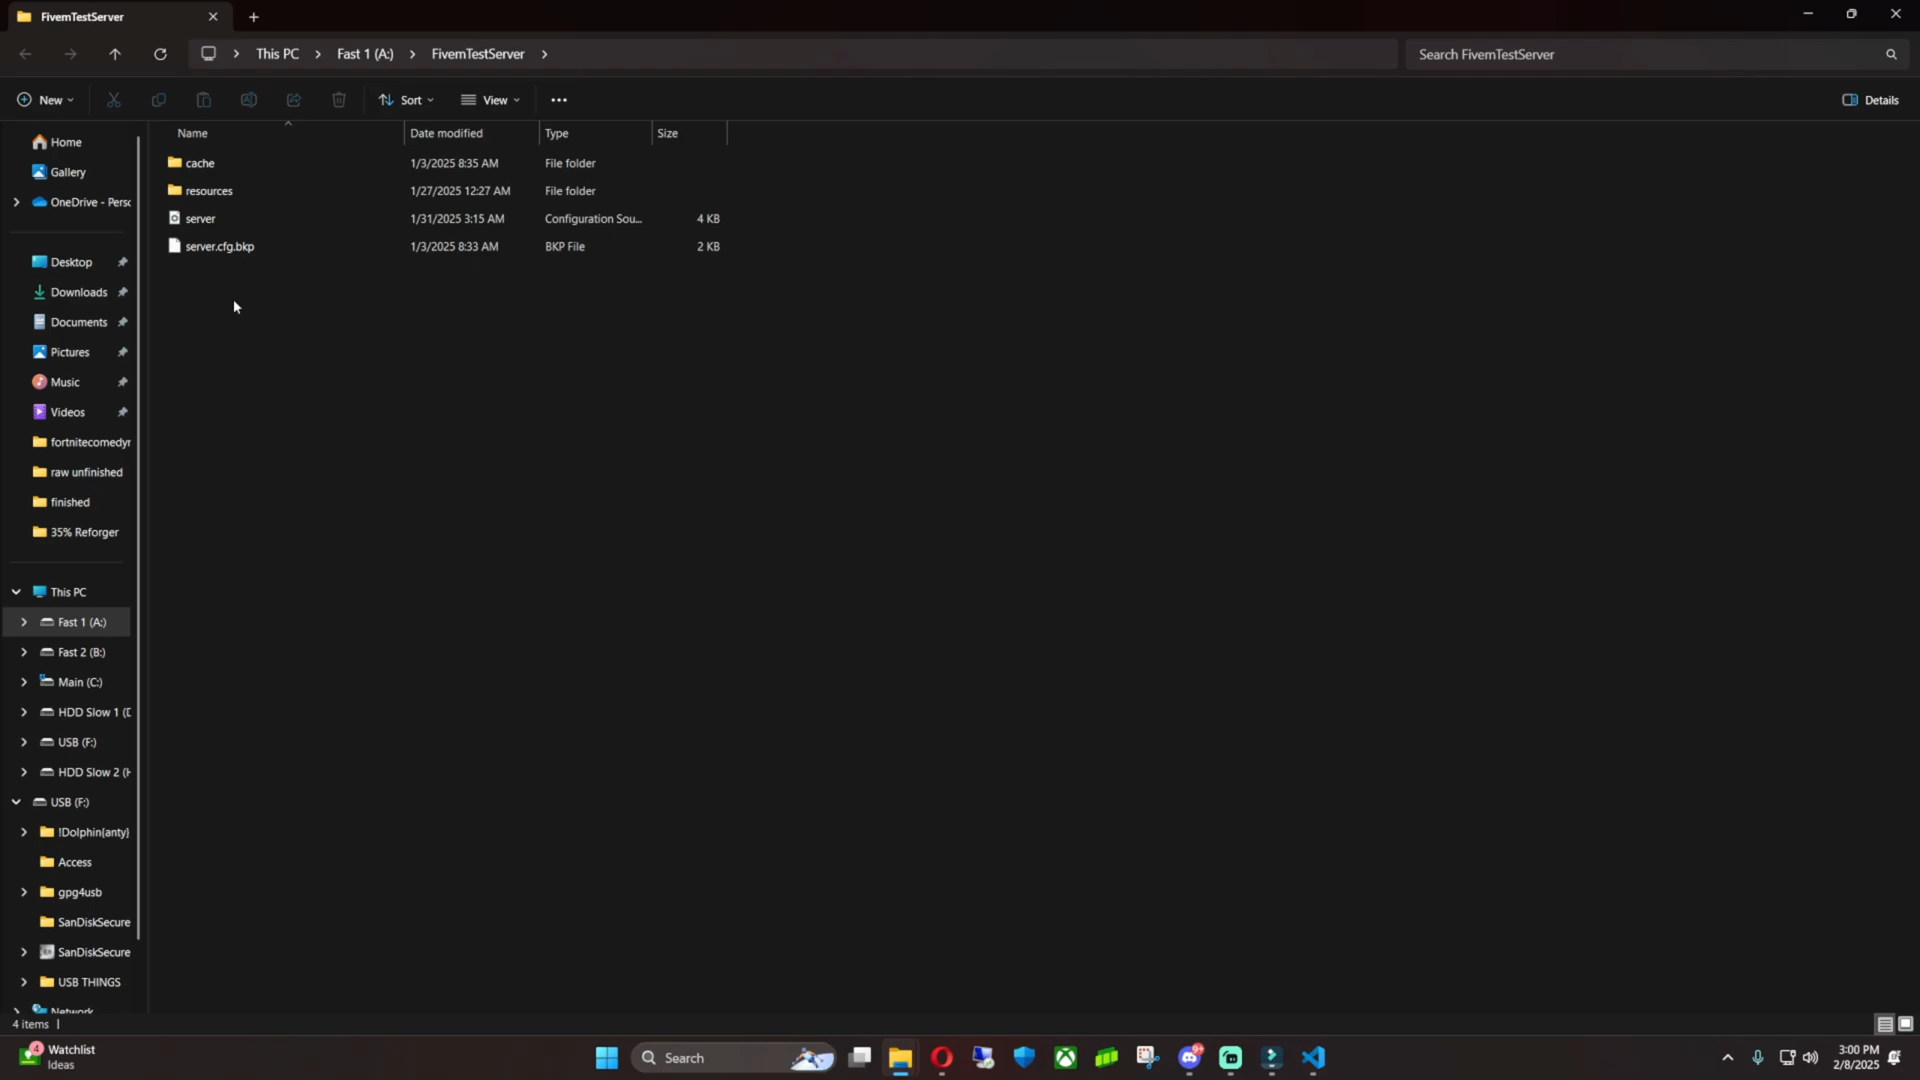 FivemTestServer
This PC
Fast 1 (A:)
FivemTestServer
Search FivemTestServer
New
Sort
View
Details
Name
Date modified
Type
Size
cache
1/3/2025 8:35 AM
File folder
resources
1/27/2025 12:27 AM
File folder
server
1/31/2025 3:15 AM
Configuration Sou...
4 KB
server.cfg.bkp
1/3/2025 8:33 AM
BKP File
2 KB
Home
Gallery
OneDrive - Perso
Desktop
Downloads
Documents
Pictures
Music
Videos
fortnitecomedyr
raw unfinished
finished
35% Reforger
This PC
Fast 1 (A:)
Fast 2 (B:)
Main (C:)
HDD Slow 1 (D
USB (F:)
HDD Slow 2 (H
USB (F:)
!Dolphin{anty}
Access
gpg4usb
SanDiskSecure
SanDiskSecure
USB THINGS
Network
4 items
4
Watchlist
Ideas
Search
9+
3:00 PM
2/8/2025